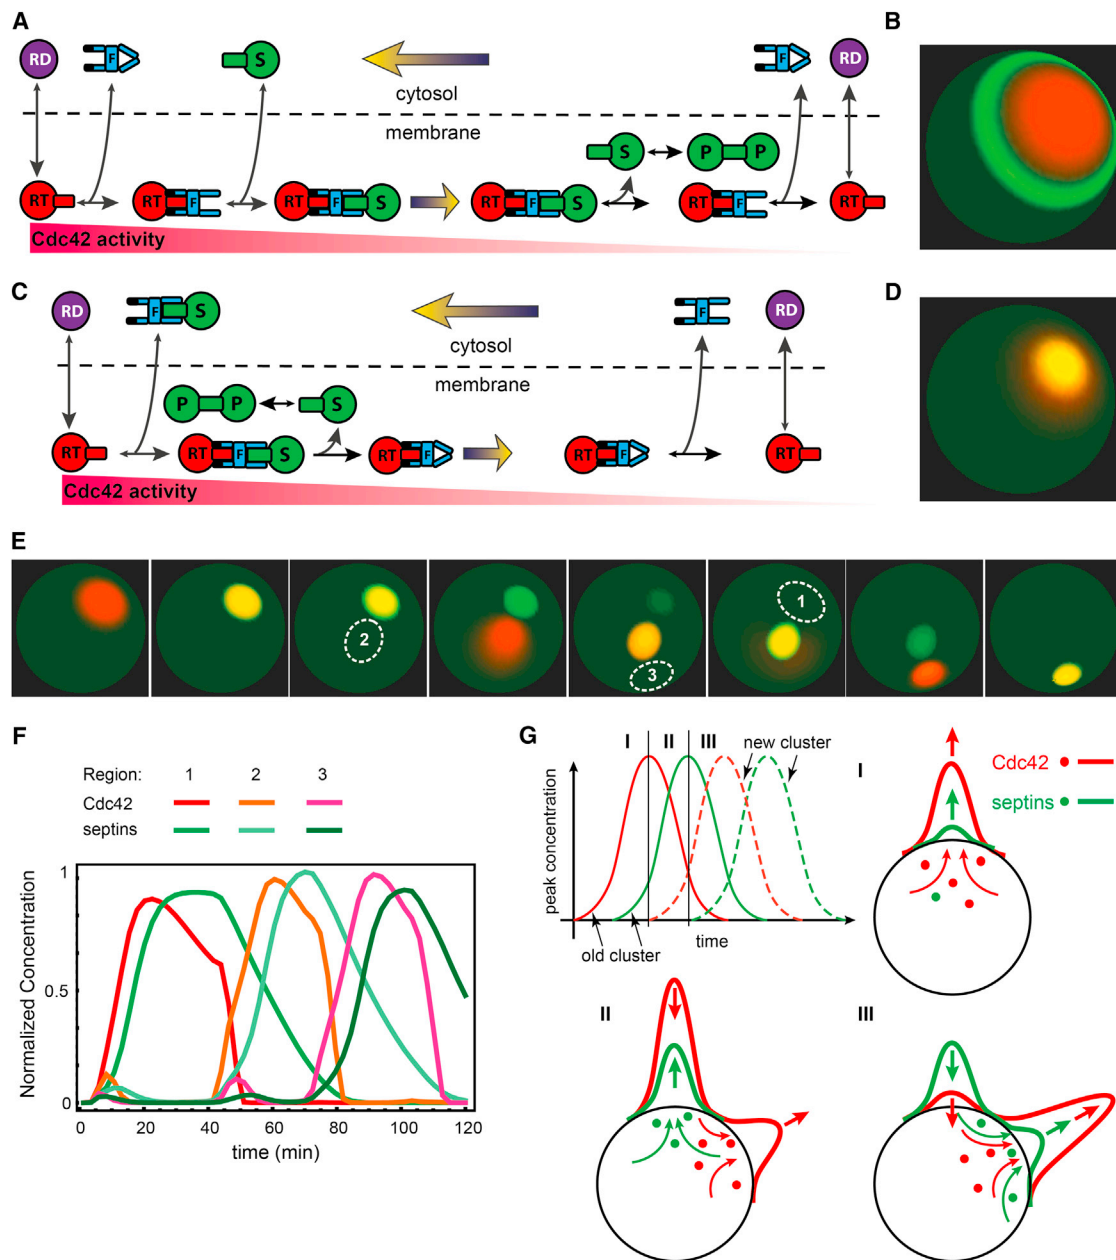 A
RD
F
S
cytosol
membrane
F
RD
S
P
P
RT
RT
F
RT
F
S
RT
F
S
RT
F
RT
Cdc42 activity
B
C
RD
F
S
cytosol
membrane
F
RD
P
P
S
RT
RT
F
S
RT
F
RT
F
RT
Cdc42 activity
D
E
2
3
1
F
Region: 1 2 3
Cdc42
septins
Normalized Concentration
1
0.5
0
0 20 40 60 80 100 120
time (min)
G
I II III
new cluster
peak concentration
old cluster
time
I
Cdc42
septins
II
III